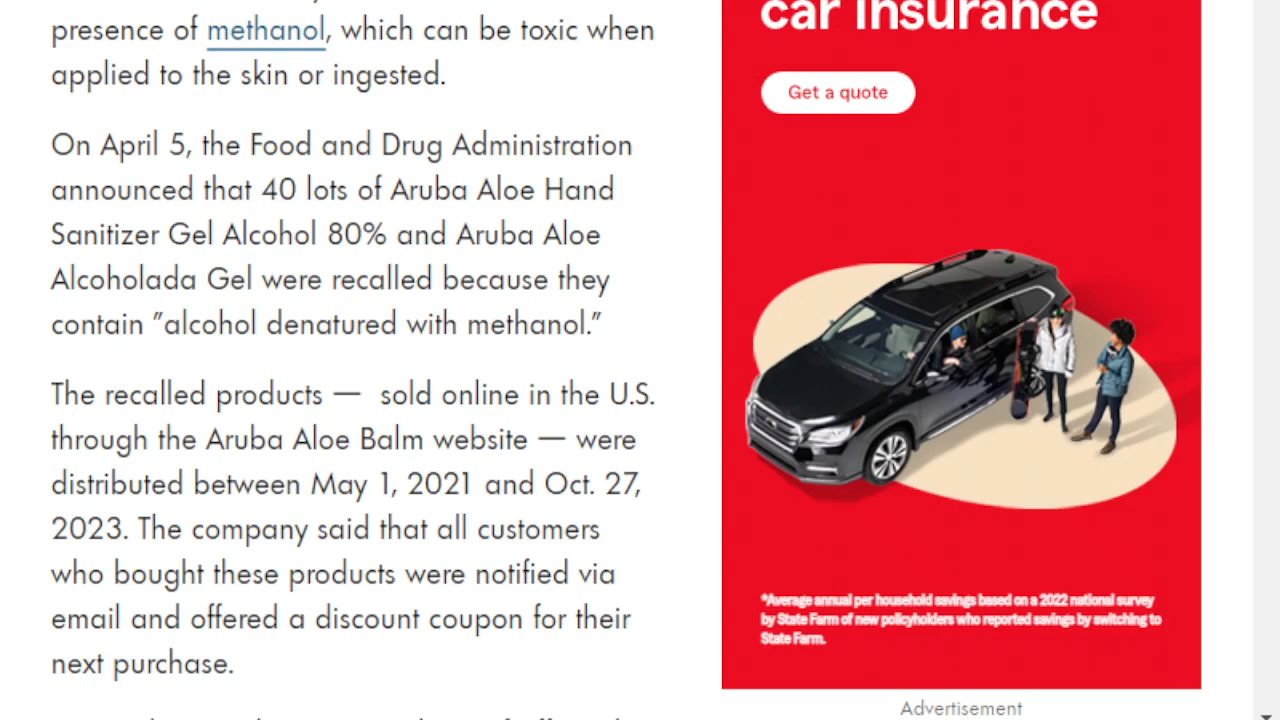 presence of methanol, which can be toxic when
applied to the skin or ingested.
On April 5, the Food and Drug Administration
announced that 40 lots of Aruba Aloe Hand
Sanitizer Gel Alcohol 80% and Aruba Aloe
Alcoholada Gel were recalled because they
contain "alcohol denatured with methanol."
The recalled products —  sold online in the U.S.
through the Aruba Aloe Balm website — were
distributed between May 1, 2021 and Oct. 27,
2023. The company said that all customers
who bought these products were notified via
email and offered a discount coupon for their
next purchase.
car insurance
Get a quote
*Average annual per household savings based on a 2022 national survey
by State Farm of new policyholders who reported savings by switching to
State Farm.
Advertisement